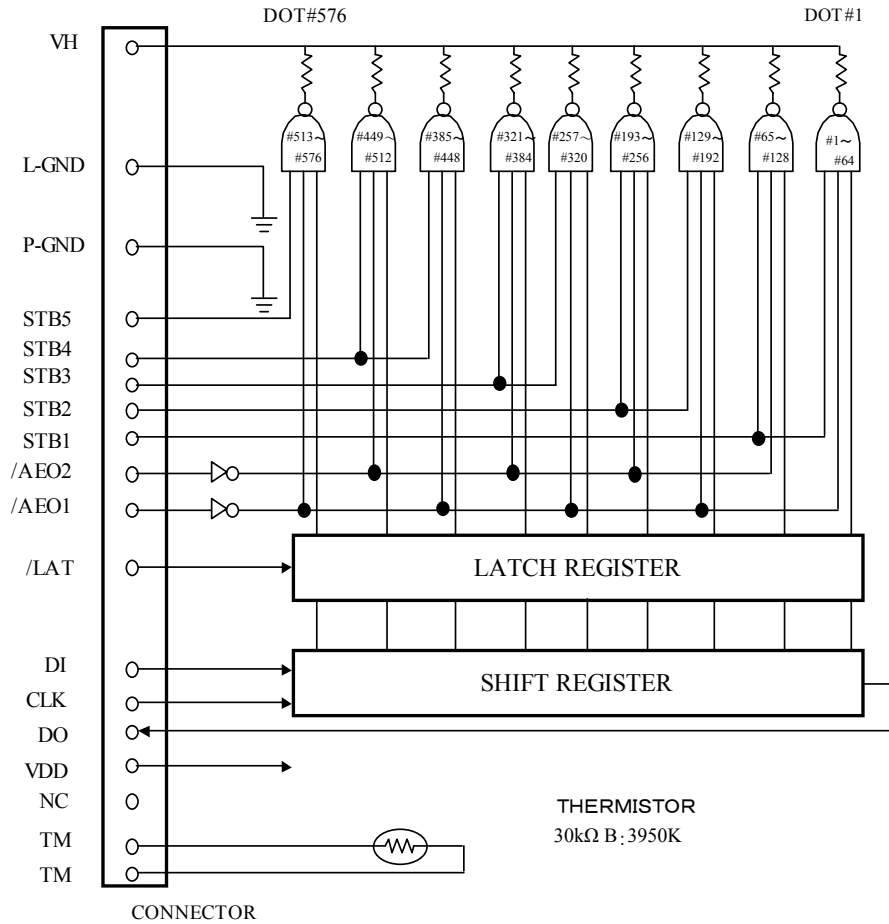 DOT#576 DOT#1
VH
#513~ #449~ #385~ #321~ #257~ #193~ #129~ #65~ #1~
#576 #512 #448 #384 #320 #256 #192 #128 #64
L-GND
P-GND
STB5
STB4
STB3
STB2
STB1
/AEO2
/AEO1
/LAT LATCH REGISTER
DI
SHIFT REGISTER
CLK
DO
VDD
NC
THERMISTOR
TM
30kΩ B:3950K
TM
CONNECTOR